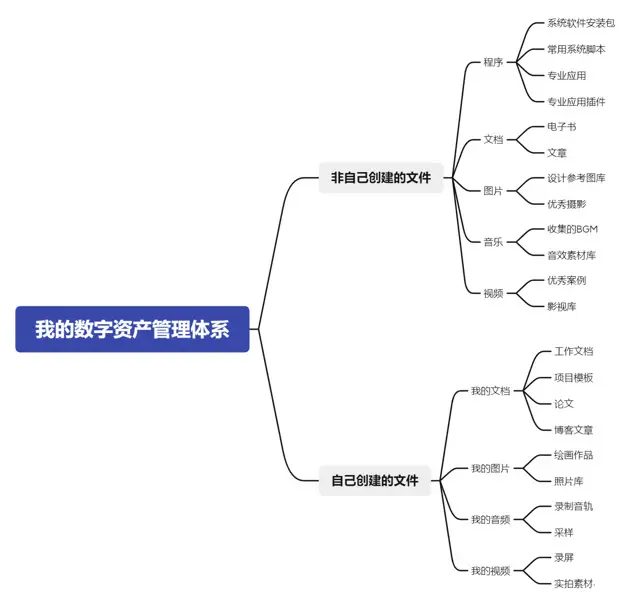 我的数字资产管理体系
非自己创建的文件
程序
系统软件安装包
常用系统脚本
专业应用
专业应用插件
文档
电子书
文章
图片
设计参考图库
优秀摄影
音乐
收集的BGM
音效素材库
视频
优秀案例
影视库
自己创建的文件
我的文档
工作文档
项目模板
论文
博客文章
我的图片
绘画作品
照片库
我的音频
录制音轨
采样
我的视频
录屏
实拍素材.